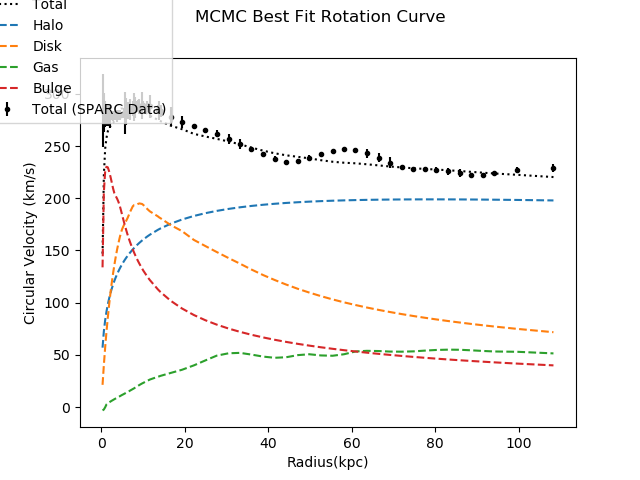 MCMC Best Fit Rotation Curve
Total
Halo
Disk
Gas
Bulge
Total (SPARC Data)
300
250
200
150
100
50
0
Circular Velocity (km/s)
0 20 40 60 80 100
Radius(kpc)